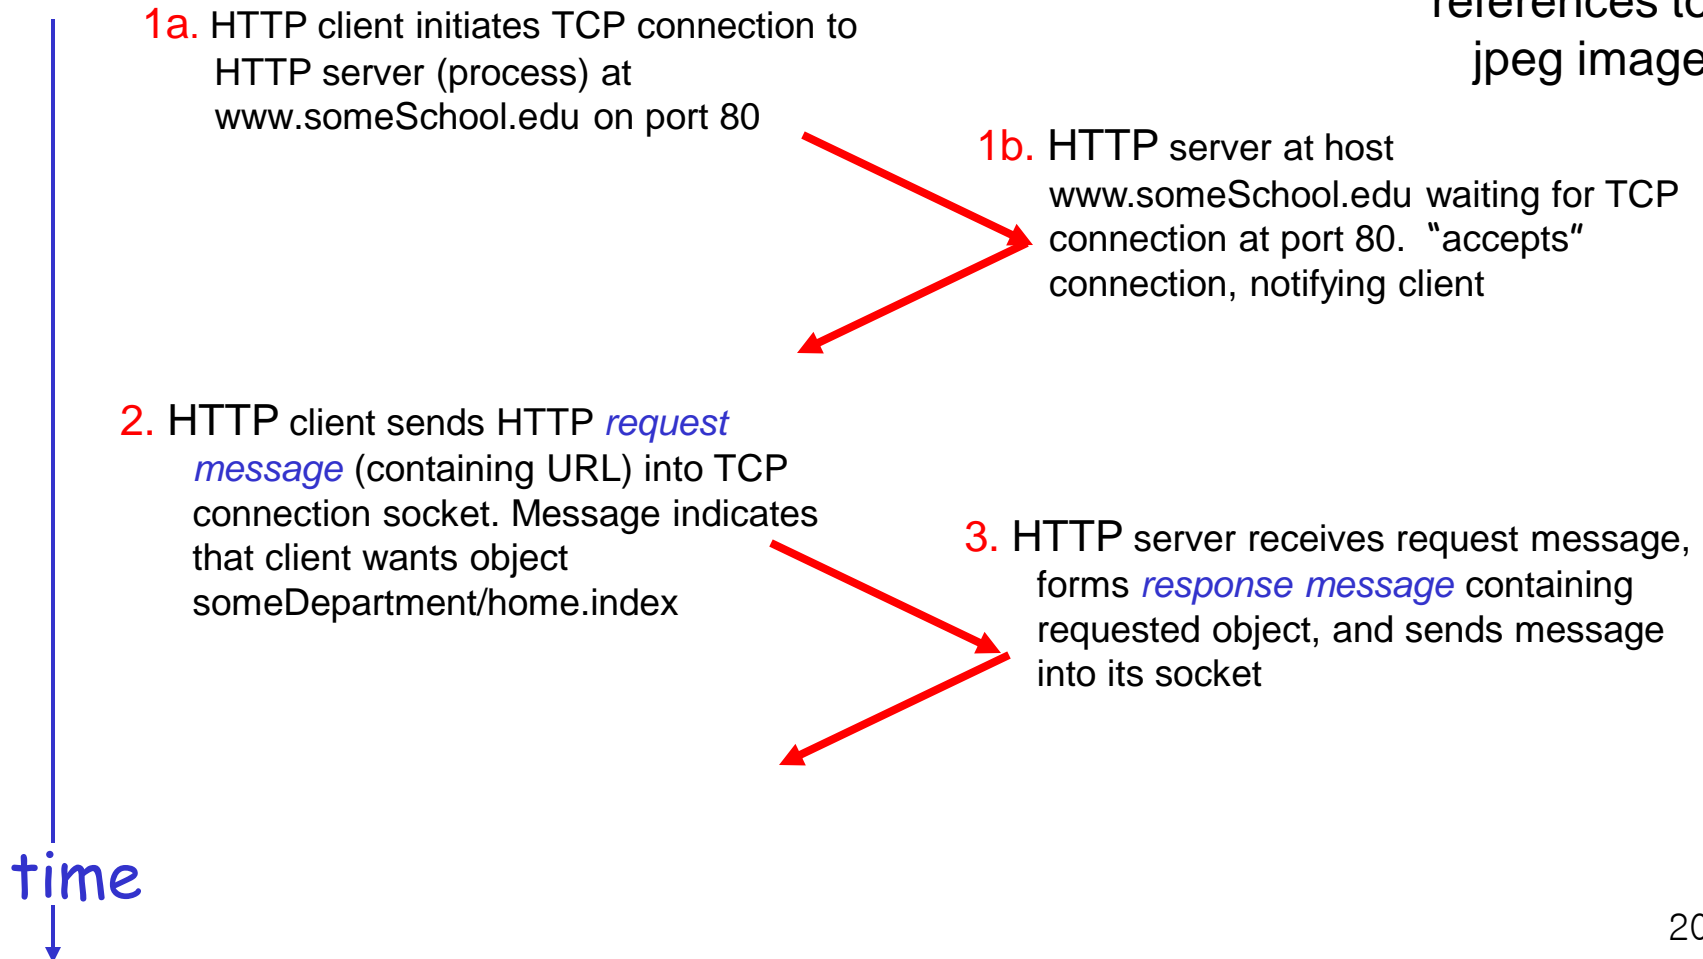 references to
jpeg image
1a. HTTP client initiates TCP connection to
HTTP server (process) at
www.someSchool.edu on port 80
1b. HTTP server at host
www.someSchool.edu waiting for TCP
connection at port 80. “accepts”
connection, notifying client
2. HTTP client sends HTTP request
message (containing URL) into TCP
connection socket. Message indicates
that client wants object
someDepartment/home.index
3. HTTP server receives request message,
forms response message containing
requested object, and sends message
into its socket
time
20